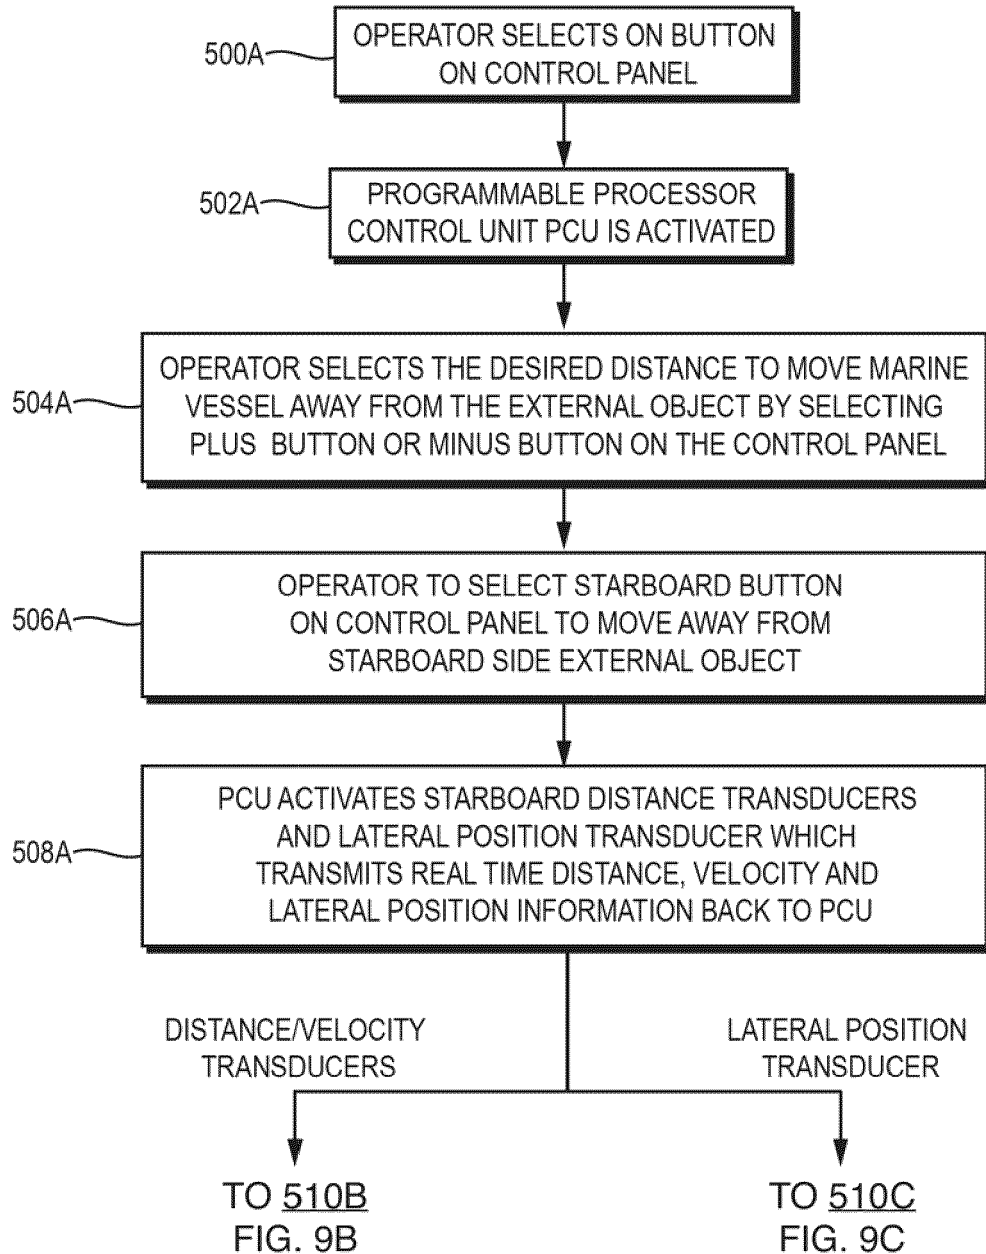 500A
OPERATOR SELECTS ON BUTTON
ON CONTROL PANEL
502A
PROGRAMMABLE PROCESSOR
CONTROL UNIT PCU IS ACTIVATED
504A
OPERATOR SELECTS THE DESIRED DISTANCE TO MOVE MARINE
VESSEL AWAY FROM THE EXTERNAL OBJECT BY SELECTING
PLUS BUTTON OR MINUS BUTTON ON THE CONTROL PANEL
506A
OPERATOR TO SELECT STARBOARD BUTTON
ON CONTROL PANEL TO MOVE AWAY FROM
STARBOARD SIDE EXTERNAL OBJECT
508A
PCU ACTIVATES STARBOARD DISTANCE TRANSDUCERS
AND LATERAL POSITION TRANSDUCER WHICH
TRANSMITS REAL TIME DISTANCE, VELOCITY AND
LATERAL POSITION INFORMATION BACK TO PCU
DISTANCE/VELOCITY
TRANSDUCERS
LATERAL POSITION
TRANSDUCER
TO 510B
FIG. 9B
TO 510C
FIG. 9C